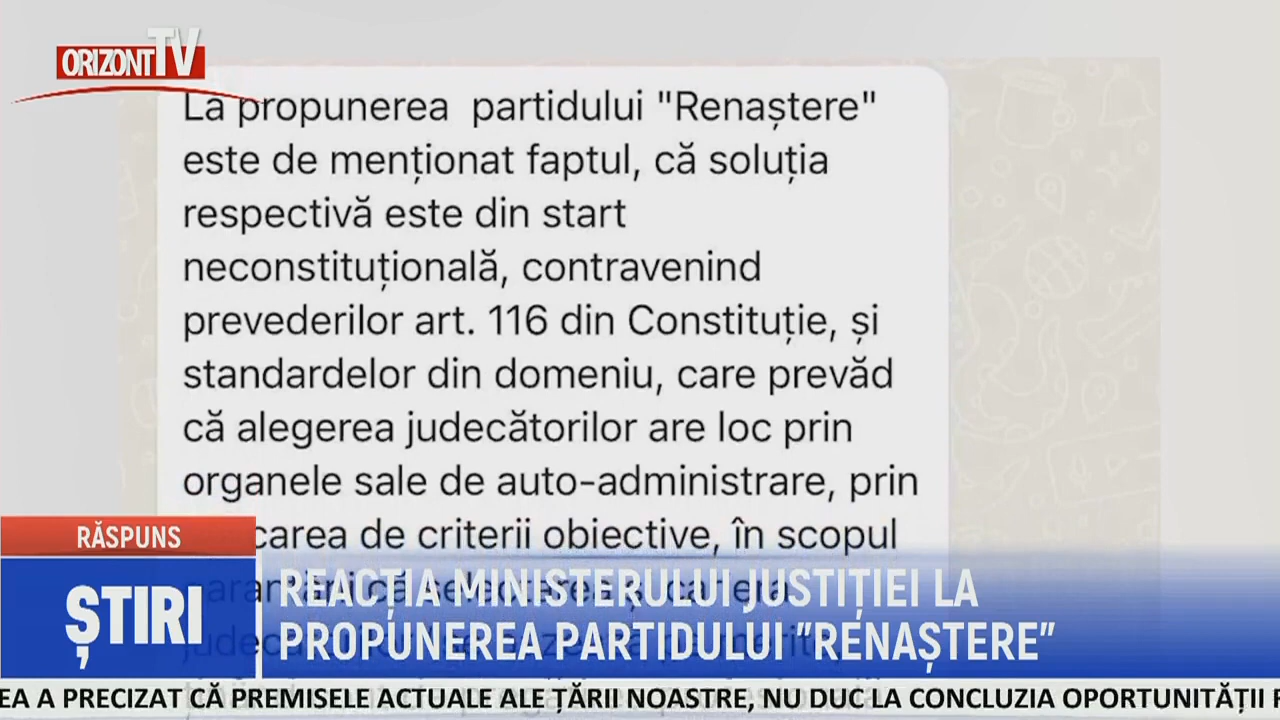 ORIZONT TV
La propunerea partidului "Renaștere"
este de menționat faptul, că soluția
respectivă este din start
neconstituțională, contravenind
prevederilor art. 116 din Constituție, și
standardelor din domeniu, care prevăd
că alegerea judecătorilor are loc prin
organele sale de auto-administrare, prin
de criterii obiective, în scopul
RĂSPUNS
ȘTIRI
REACȚIA MINISTERULUI JUSTIȚIEI LA
PROPUNEREA PARTIDULUI "RENAȘTERE"
EA A PRECIZAT CĂ PREMISELE ACTUALE ALE ȚĂRII NOASTRE, NU DUC LA CONCLUZIA OPORTUNITĂȚII